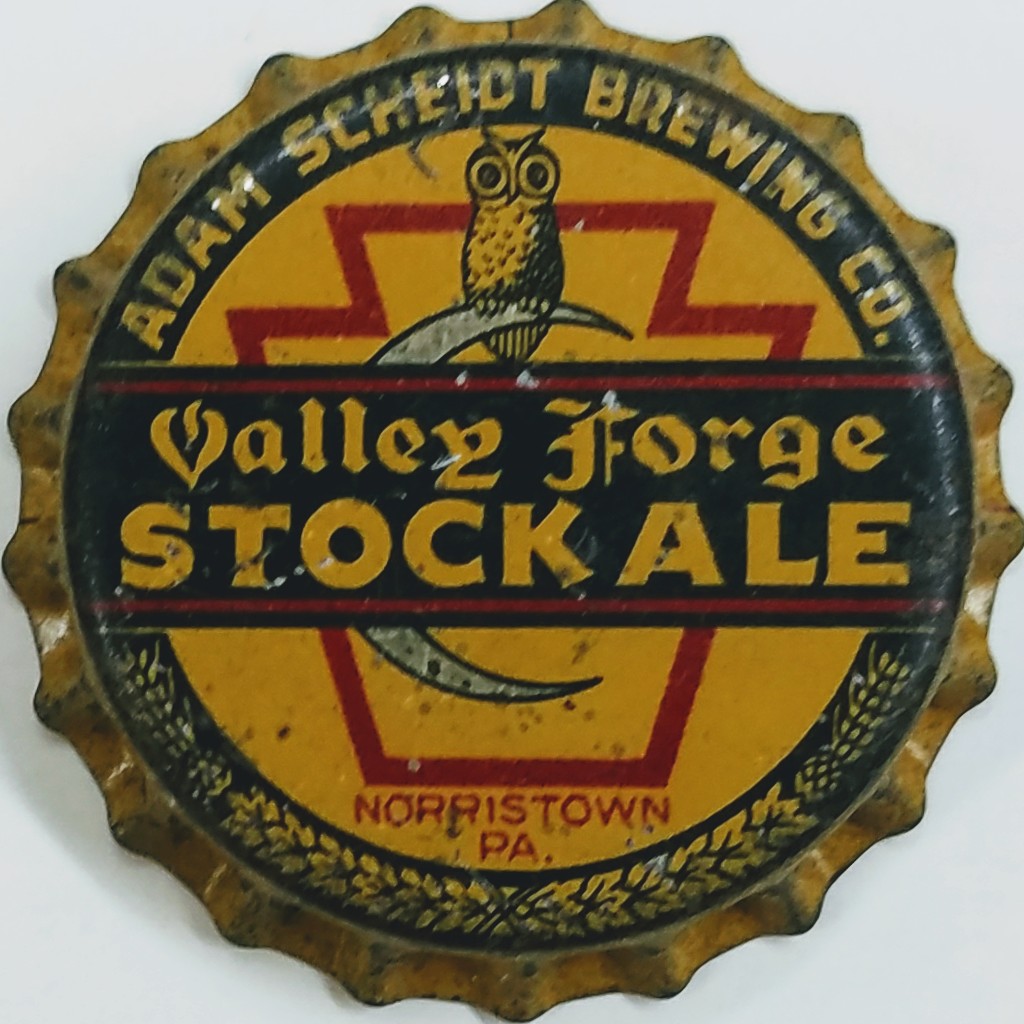 ADAM SCHEIDT BREWING CO.
Valley Forge
STOCK ALE
NORRISTOWN
PA.